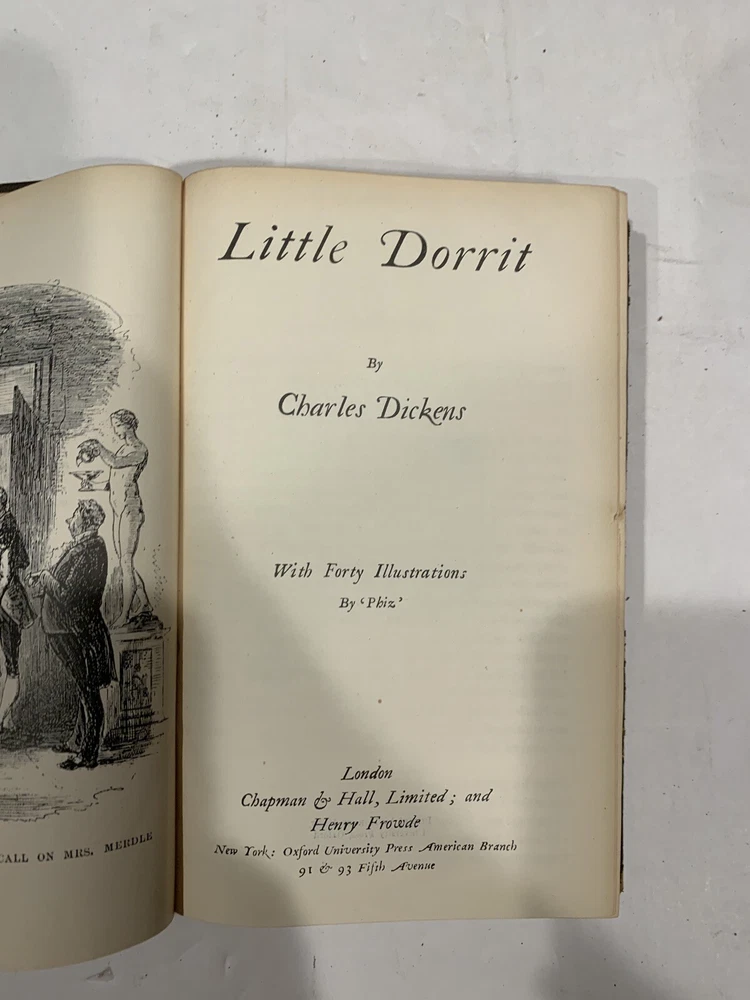 CALL ON MRS. MERDLE
Little Dorrit
By
Charles Dickens
With Forty Illustrations
By ‘Phiz’
London
Chapman & Hall, Limited; and
Henry Frowde
New York: Oxford University Press American Branch
91 & 93 Fifth Avenue